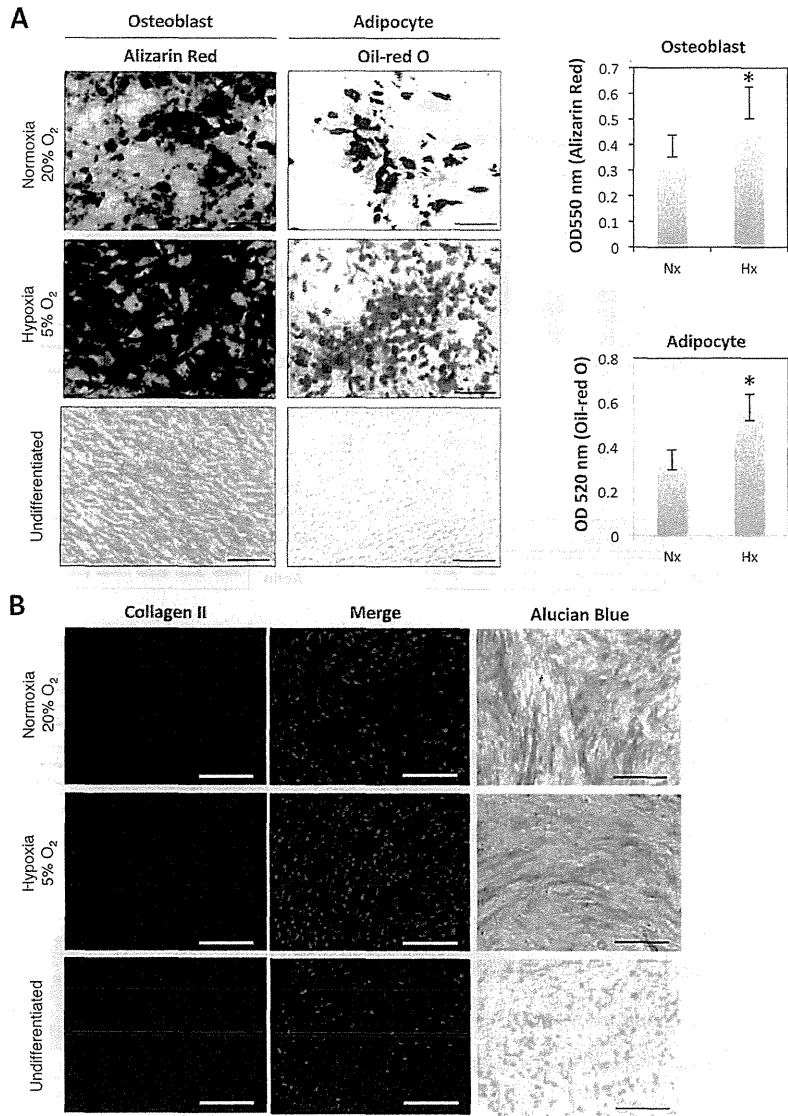 A
Osteoblast
Adipocyte
Alizarin Red
Oil-red O
Normoxia
20% O₂
Hypoxia
5% O₂
Undifferentiated
Osteoblast
OD550 nm (Alizarin Red)
0.7
0.6
0.5
0.4
0.3
0.2
0.1
0
*
Nx
Hx
Adipocyte
OD 520 nm (Oil-red O)
0.8
0.6
0.4
0.2
0
*
Nx
Hx
B
Collagen II
Merge
Alucian Blue
Normoxia
20% O₂
Hypoxia
5% O₂
Undifferentiated